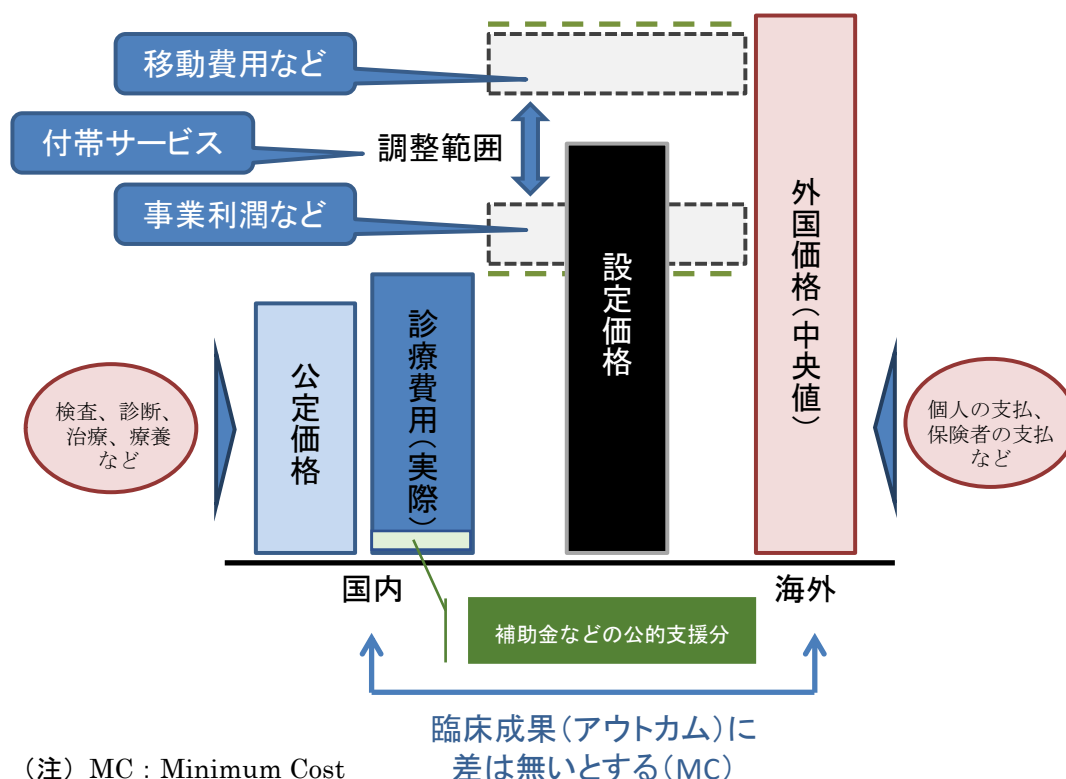 移動費用など
付帯サービス
調整範囲
事業利潤など
検査、診断、
治療、療養
など
公定価格
診療費用（実際）
設定価格
外国価格（中央値）
個人の支払、
保険者の支払
など
国内
海外
補助金などの公的支援分
臨床成果（アウトカム）に
差は無いとする（MC）
（注）MC：Minimum Cost